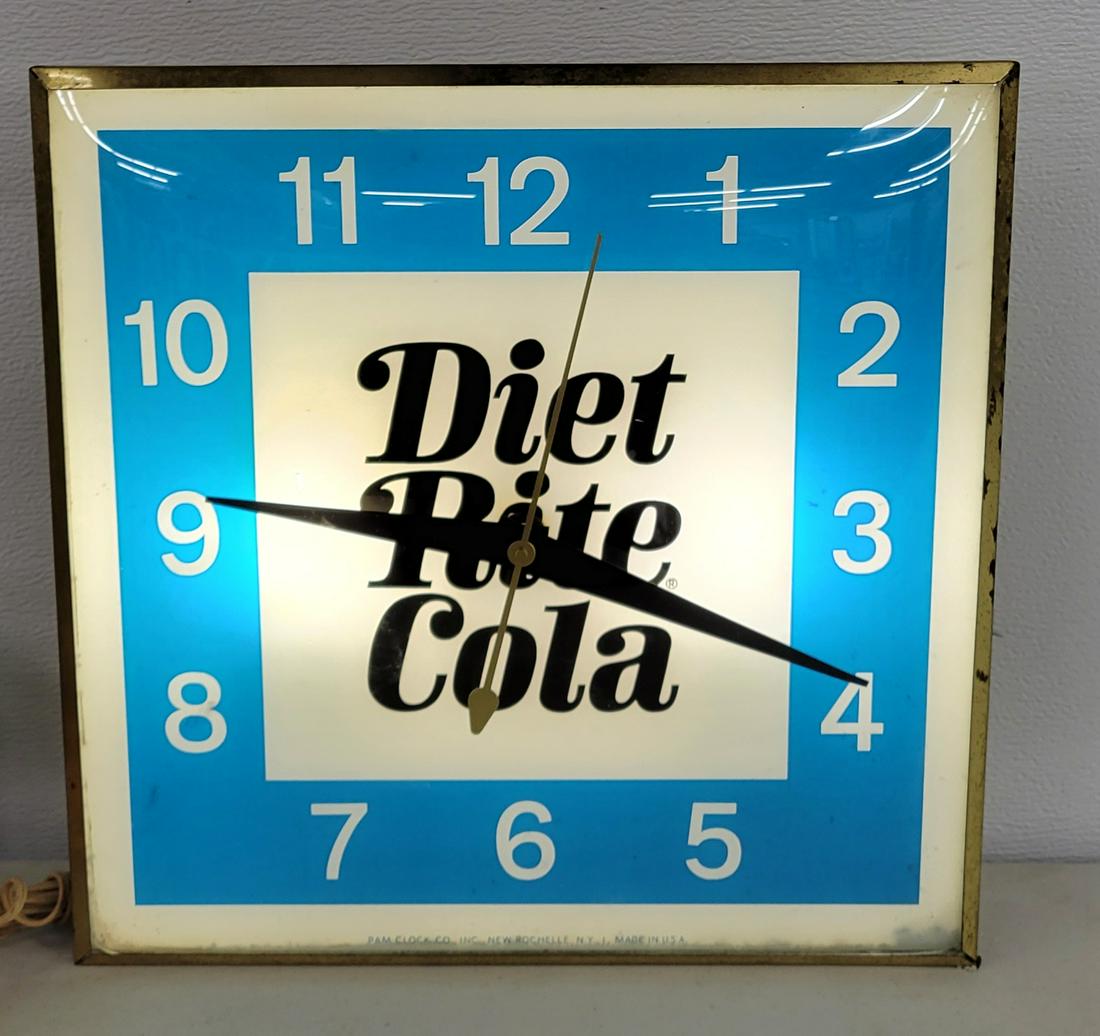 11 12 1
10 2
Diet
Rite
9 3
®
Cola
8 4
7 6 5
PAM CLOCK CO., INC., NEW ROCHELLE, N.Y., MADE IN U.S.A.